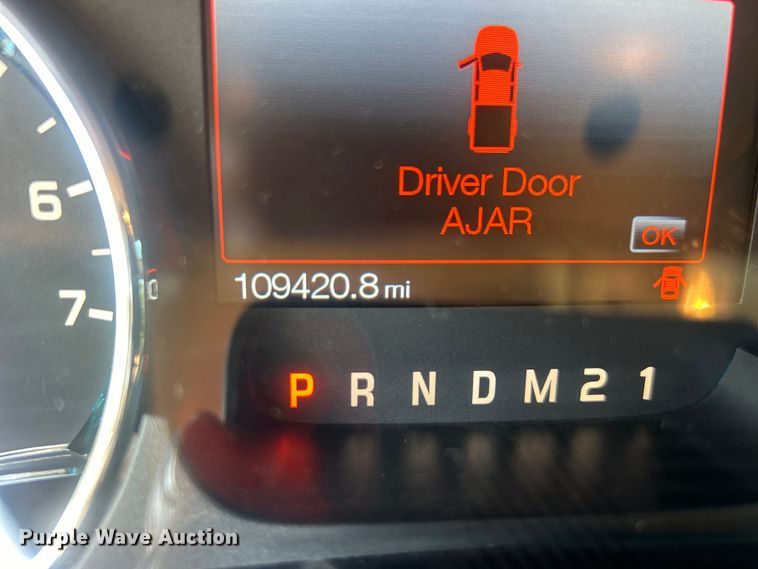 6
7
Driver Door
AJAR
OK
109420.8 mi
P R N D M 2 1
Purple Wave Auction